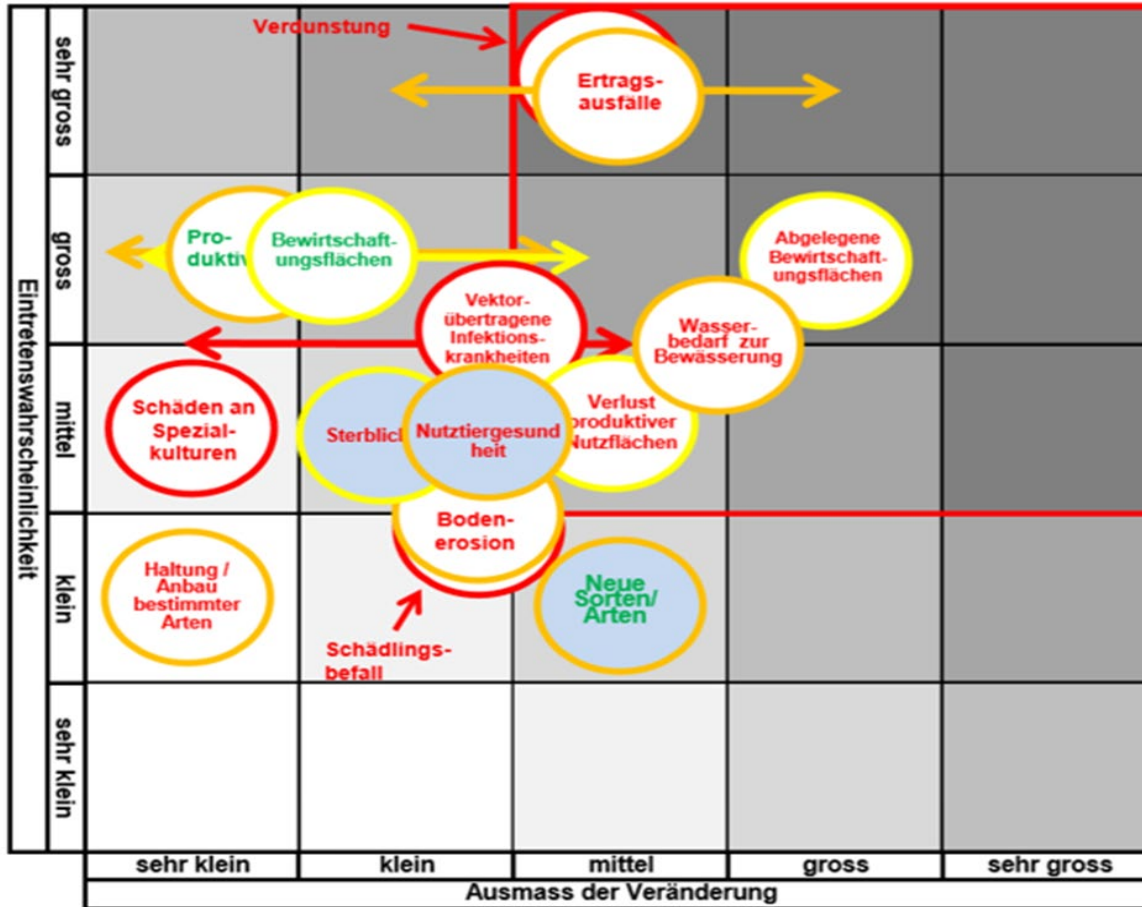 Eintretenswahrscheinlichkeit
sehr gross
gross
mittel
klein
sehr klein
Verdunstung
Ertrags-
ausfälle
Pro-
duktiv
Bewirtschaft-
ungsflächen
Abgelegene
Bewirtschaft-
ungsflächen
Vektor-
übertragene
Infektions-
krankheiten
Wasser-
bedarf zur
Bewässerung
Schäden an
Spezial-
kulturen
Sterblich
Nutztiergesund
heit
Verlust
produktiver
Nutzflächen
Boden-
erosion
Haltung /
Anbau
bestimmter
Arten
Neue
Sorten/
Arten
Schädlings-
befall
sehr klein
klein
mittel
gross
sehr gross
Ausmass der Veränderung